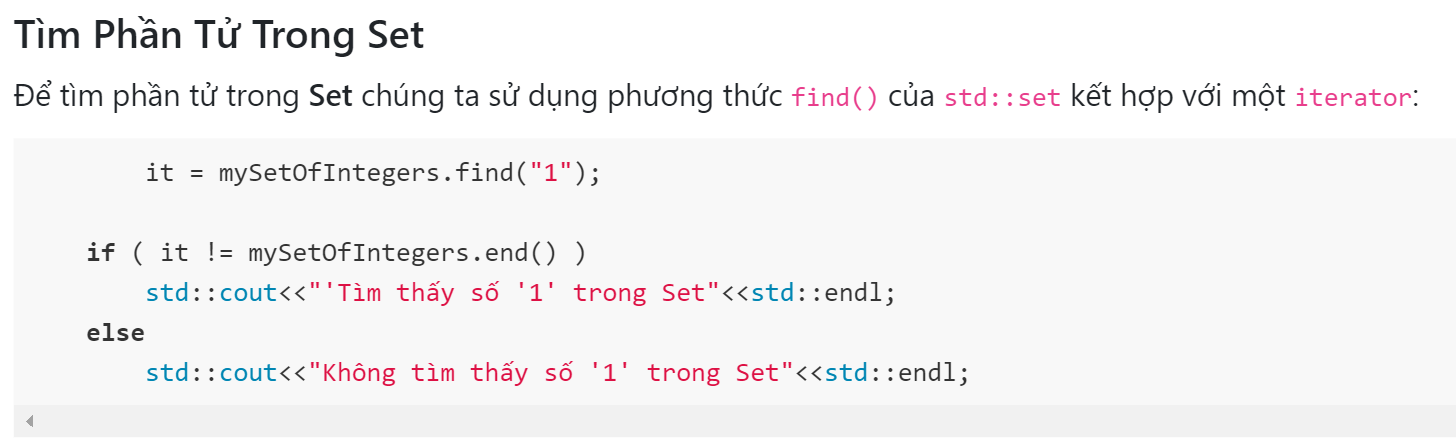 Tìm Phần Tử Trong Set
Để tìm phần tử trong Set chúng ta sử dụng phương thức find() của std::set kết hợp với một iterator:
it = mySetOfIntegers.find("1");
if ( it != mySetOfIntegers.end() )
std::cout<<"'Tìm thấy số '1' trong Set"<<std::endl;
else
std::cout<<"Không tìm thấy số '1' trong Set"<<std::endl;